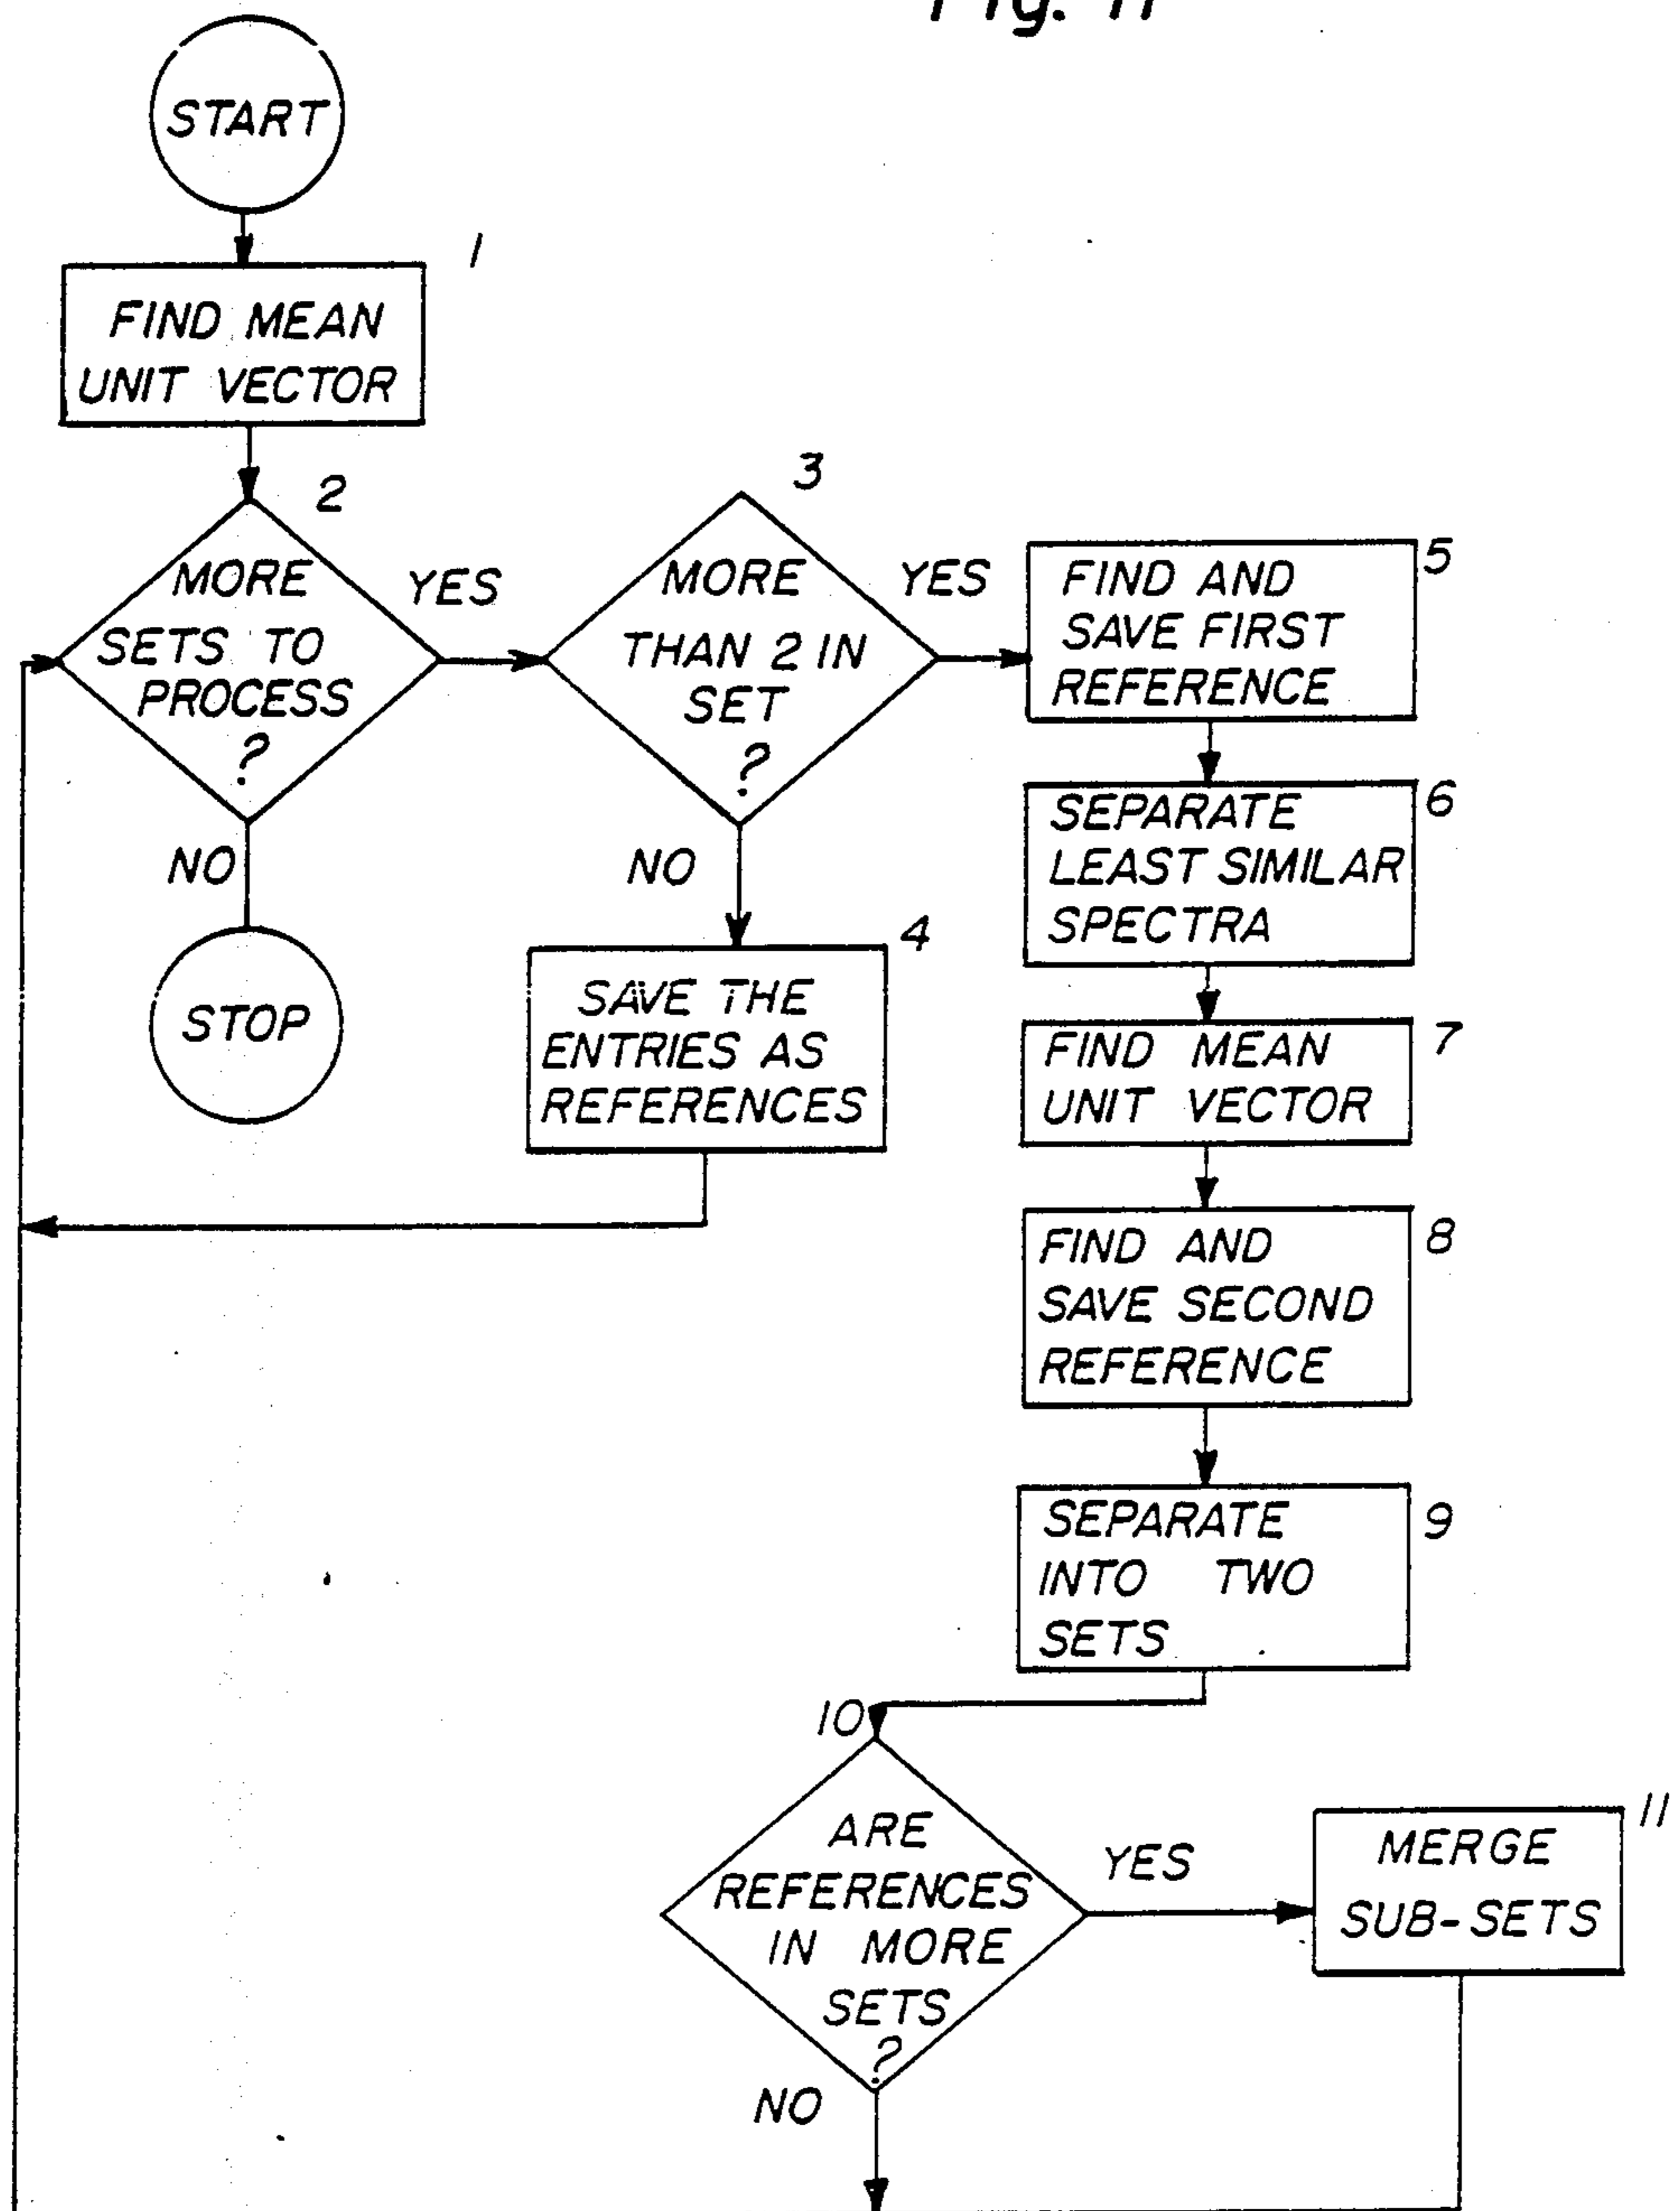 Fig. 11
START
1
FIND MEAN
UNIT VECTOR
2
MORE
SETS TO
PROCESS
?
YES
NO
STOP
3
MORE
THAN 2 IN
SET
?
YES
NO
4
SAVE THE
ENTRIES AS
REFERENCES
5
FIND AND
SAVE FIRST
REFERENCE
6
SEPARATE
LEAST SIMILAR
SPECTRA
7
FIND MEAN
UNIT VECTOR
8
FIND AND
SAVE SECOND
REFERENCE
9
SEPARATE
INTO TWO
SETS
10
ARE
REFERENCES
IN MORE
SETS
?
YES
NO
11
MERGE
SUB-SETS